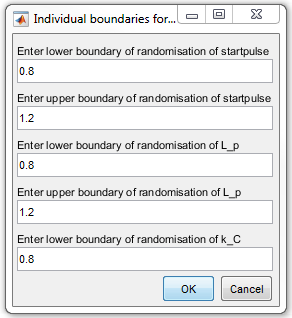 Individual boundaries for...
Enter lower boundary of randomisation of startpulse
0.8
Enter upper boundary of randomisation of startpulse
1.2
Enter lower boundary of randomisation of L_p
0.8
Enter upper boundary of randomisation of L_p
1.2
Enter lower boundary of randomisation of k_C
0.8
OK Cancel